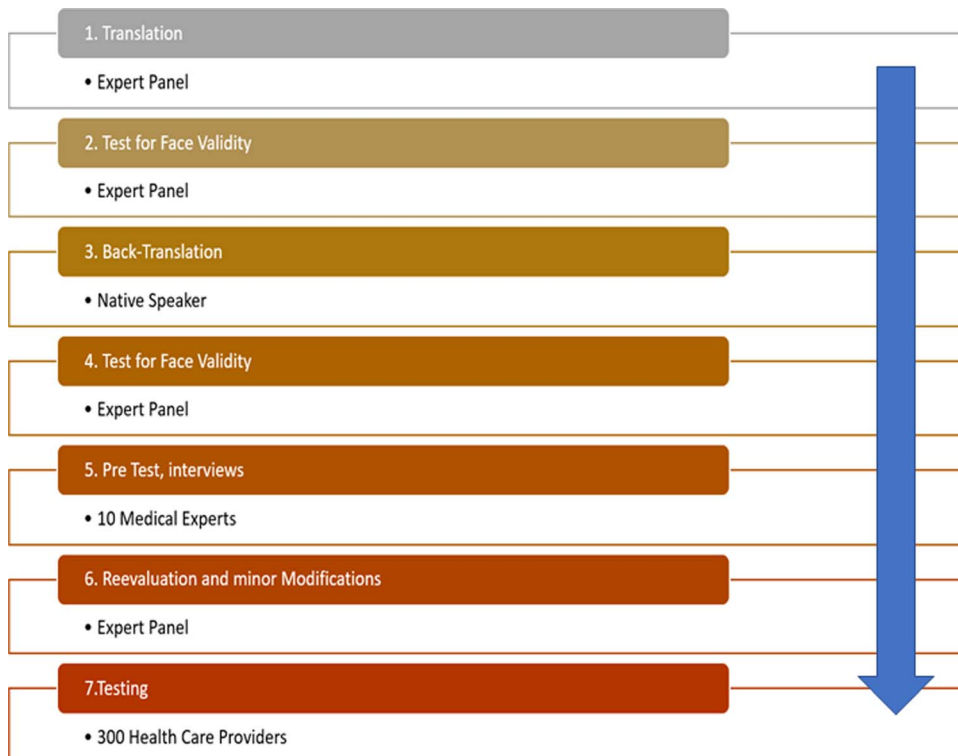 1. Translation
• Expert Panel
2. Test for Face Validity
• Expert Panel
3. Back-Translation
• Native Speaker
4. Test for Face Validity
• Expert Panel
5. Pre Test, interviews
• 10 Medical Experts
6. Reevaluation and minor Modifications
• Expert Panel
7.Testing
• 300 Health Care Providers